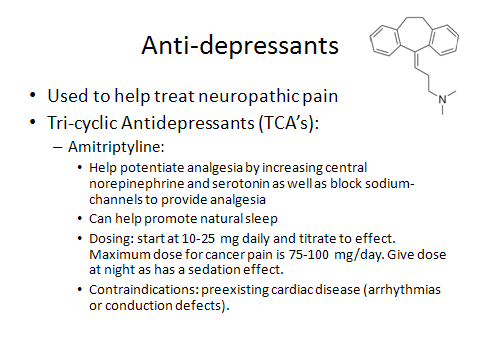 Anti-depressants
N
• Used to help treat neuropathic pain
• Tri-cyclic Antidepressants (TCA's):
– Amitriptyline:
• Help potentiate analgesia by increasing central
norepinephrine and serotonin as well as block sodium-
channels to provide analgesia
• Can help promote natural sleep
• Dosing: start at 10-25 mg daily and titrate to effect.
Maximum dose for cancer pain is 75-100 mg/day. Give dose
at night as has a sedation effect.
• Contraindications: preexisting cardiac disease (arrhythmias
or conduction defects).